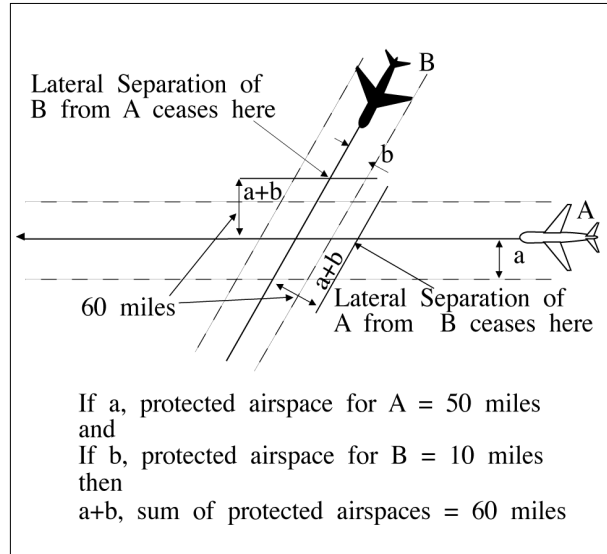 B
Lateral Separation of
B from A ceases here
b
a+b
A
a
a+b
60 miles
Lateral Separation of
A from B ceases here
If a, protected airspace for A = 50 miles
and
If b, protected airspace for B = 10 miles
then
a+b, sum of protected airspaces = 60 miles